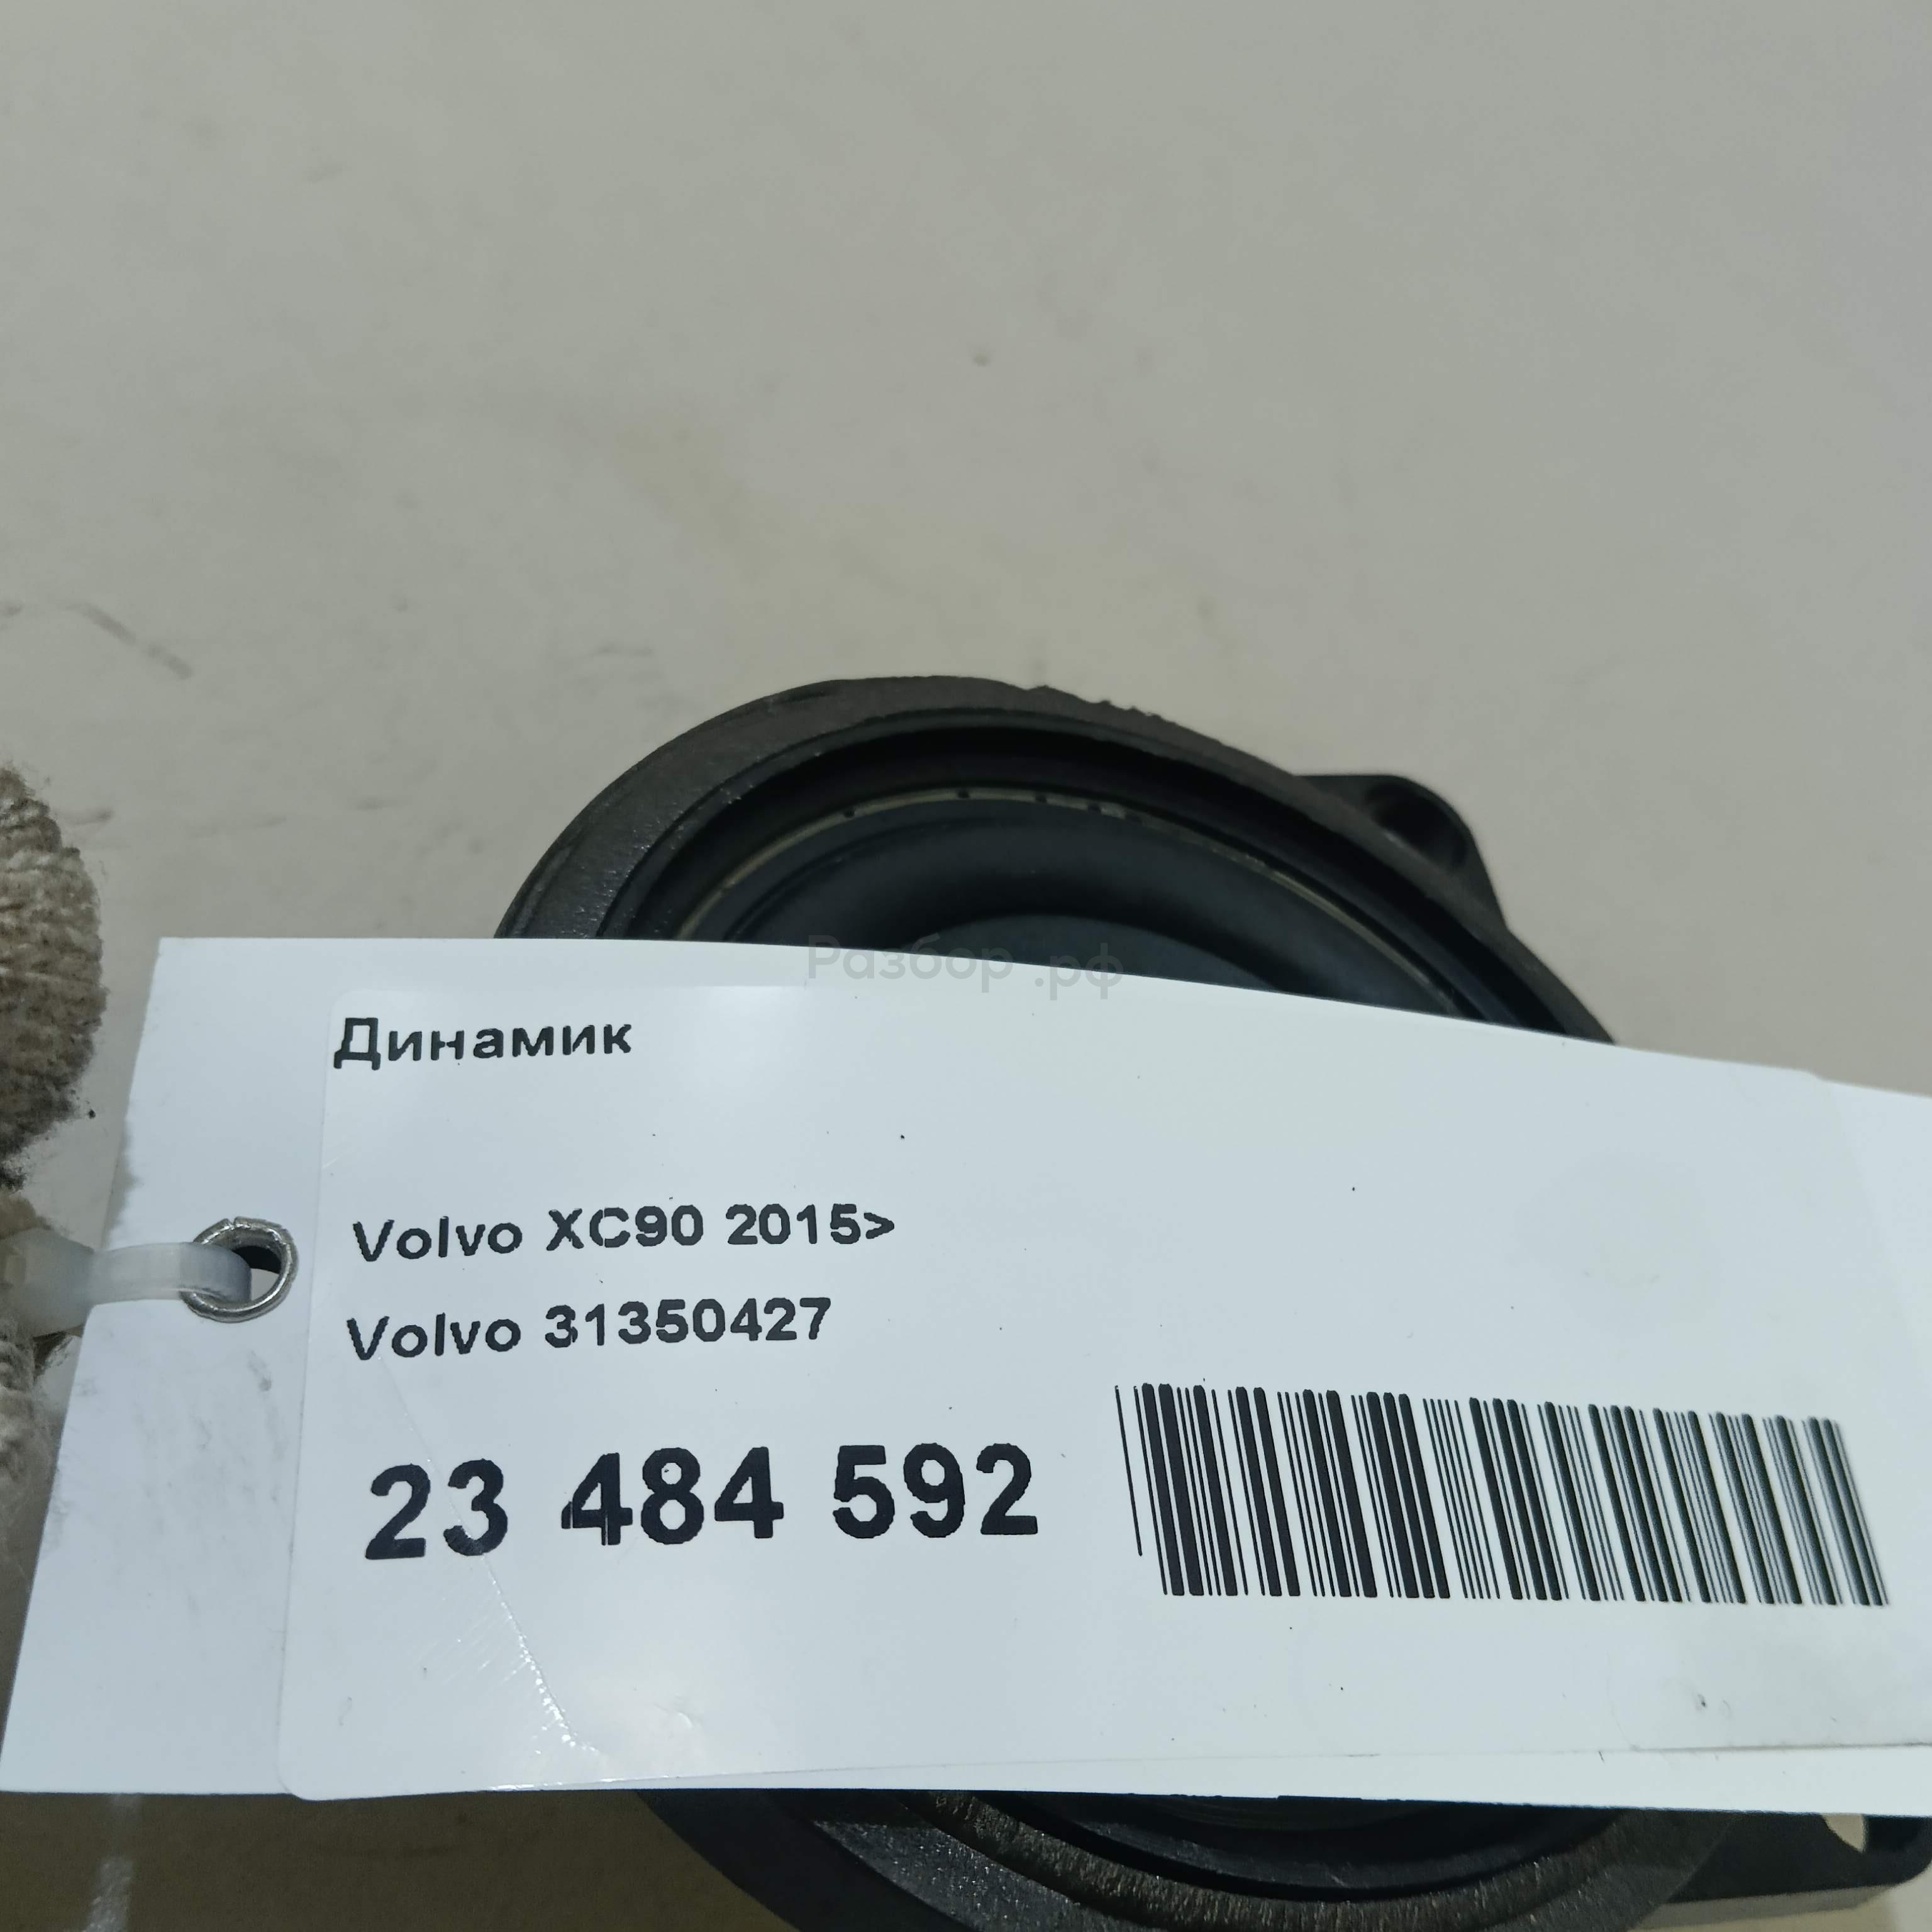 Разбор.рф
Динамик
Volvo XC90 2015>
Volvo 31350427
23 484 592